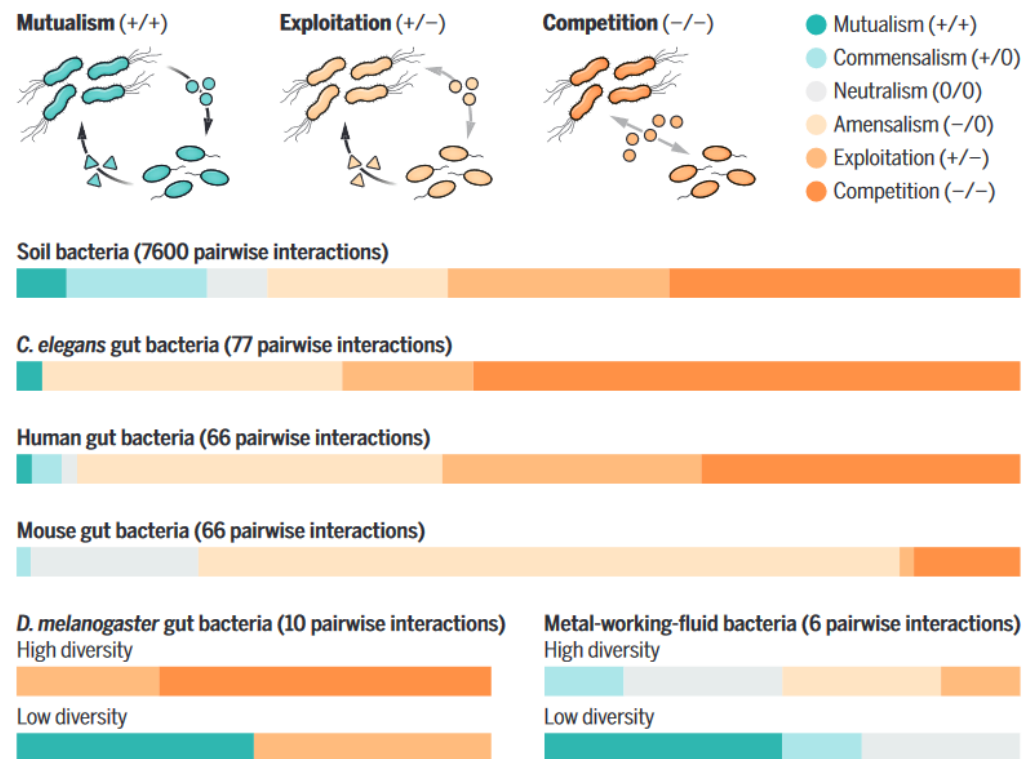 Mutualism (+/+)
Exploitation (+/−)
Competition (−/−)
Mutualism (+/+)
Commensalism (+/0)
Neutralism (0/0)
Amensalism (−/0)
Exploitation (+/−)
Competition (−/−)
Soil bacteria (7600 pairwise interactions)
C. elegans gut bacteria (77 pairwise interactions)
Human gut bacteria (66 pairwise interactions)
Mouse gut bacteria (66 pairwise interactions)
D. melanogaster gut bacteria (10 pairwise interactions)
High diversity
Low diversity
Metal-working-fluid bacteria (6 pairwise interactions)
High diversity
Low diversity